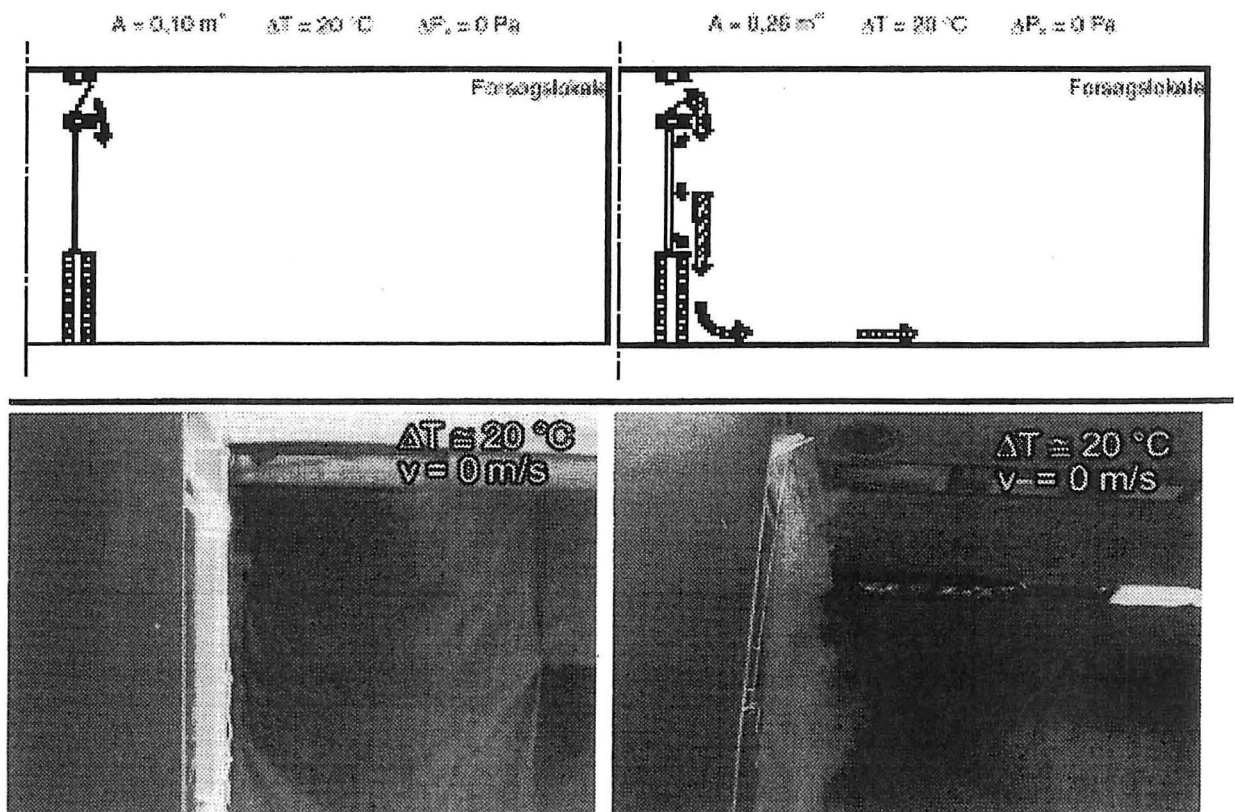 A = 0,10 m² ΔT = 20 °C ΔPₓ = 0 Pa
Forsøgslokale
A = 0,26 m² ΔT = 20 °C ΔPₓ = 0 Pa
Forsøgslokale
ΔT ≅ 20 °C
v = 0 m/s
ΔT ≅ 20 °C
v = 0 m/s